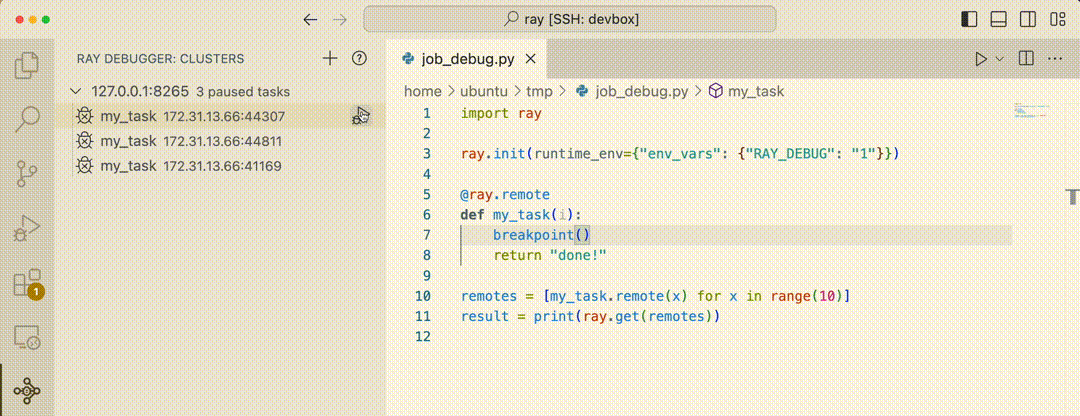 ray [SSH: devbox]
RAY DEBUGGER: CLUSTERS
127.0.0.1:8265 3 paused tasks
my_task 172.31.13.66:44307
my_task 172.31.13.66:44811
my_task 172.31.13.66:41169
1
job_debug.py
home > ubuntu > tmp > job_debug.py > my_task
1 import ray
2
3 ray.init(runtime_env={"env_vars": {"RAY_DEBUG": "1"}})
4
5 @ray.remote
6 def my_task(i):
7     breakpoint()
8     return "done!"
9
10 remotes = [my_task.remote(x) for x in range(10)]
11 result = print(ray.get(remotes))
12